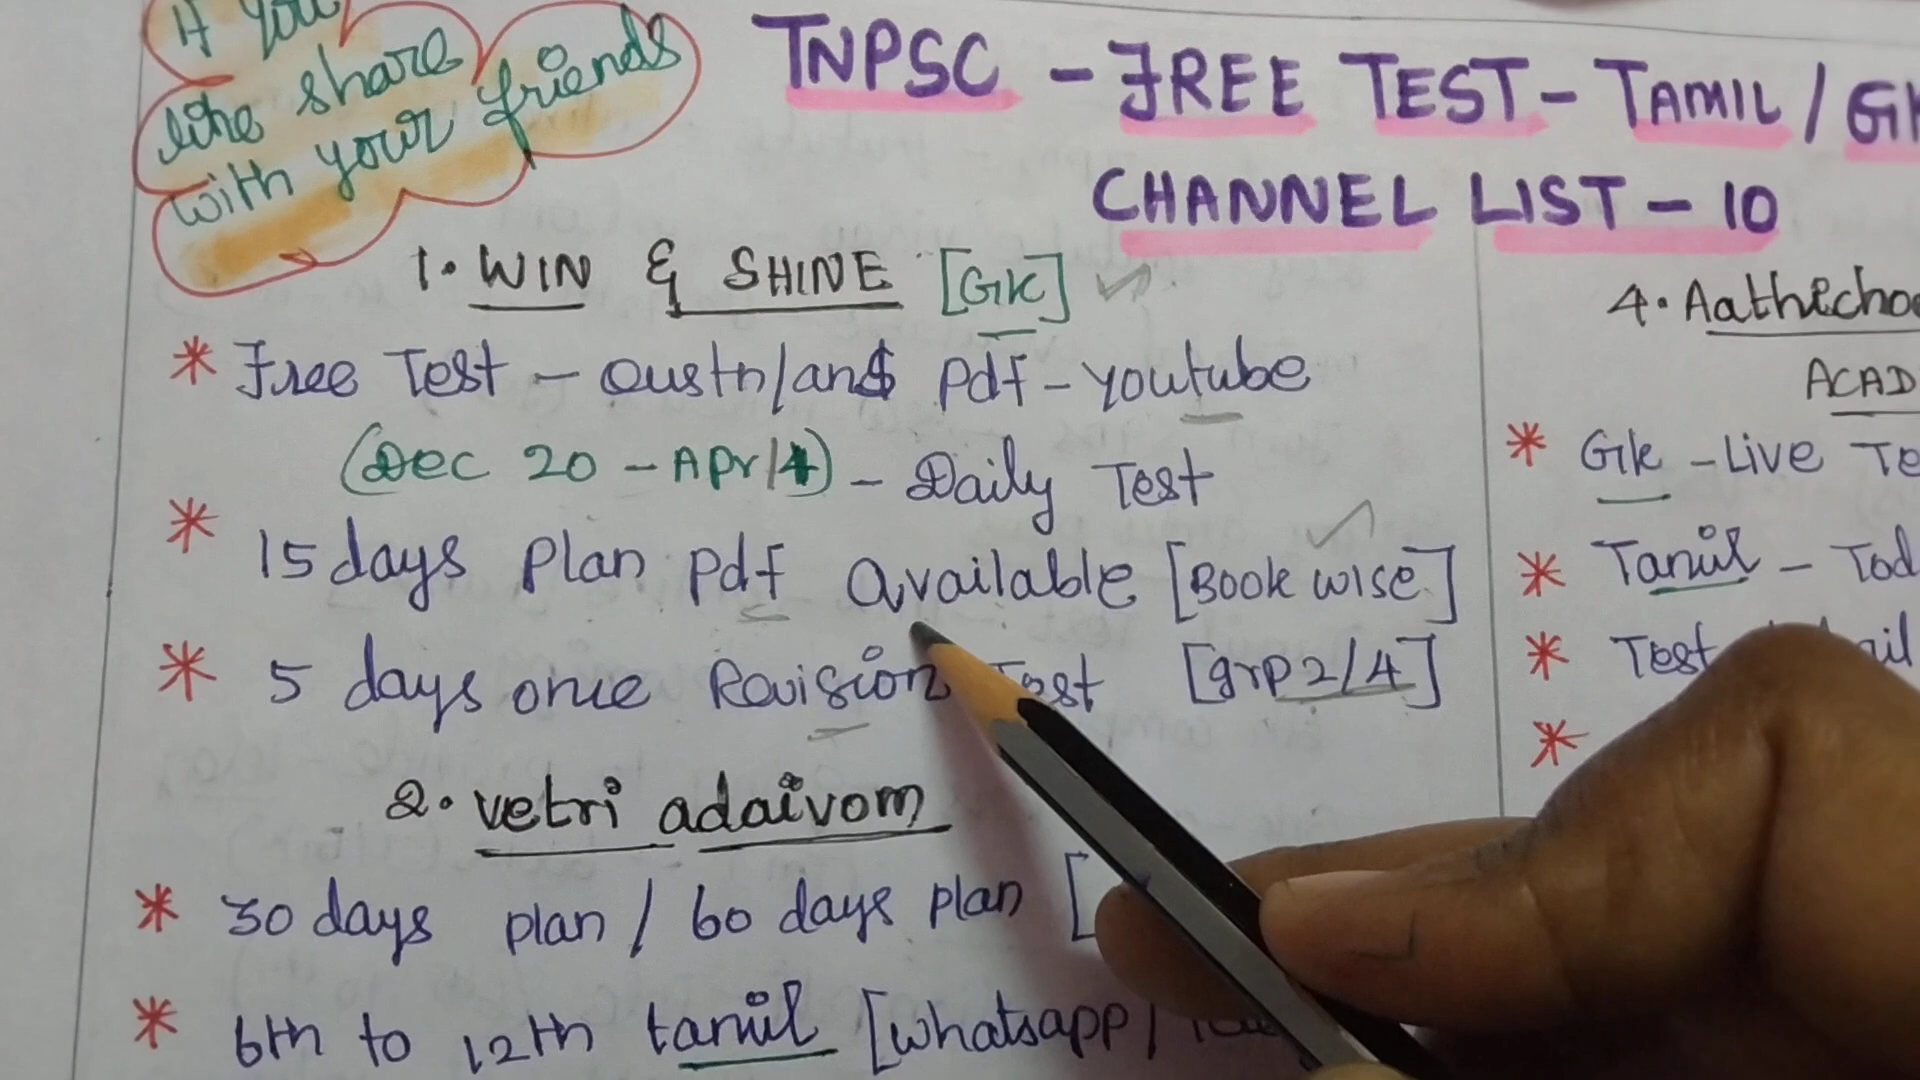 If you
like share
with your friends
TNPSC - FREE TEST - TAMIL / GK
CHANNEL LIST - 10
1. WIN & SHINE [GK]
* Free Test - Oustn/ans pdf - youtube
(Dec 20 - Apr/4) - Daily Test
* 15 days plan pdf available [Book wise]
* 5 days once Revision Test [grp 2/4]
2. vetri adaivom
* 30 days plan / 60 days plan [
* 6th to 12th tamil [whatsapp /
4. Aathicho
ACAD
* GK - Live Te
* Tamil - Tod
* Test
*